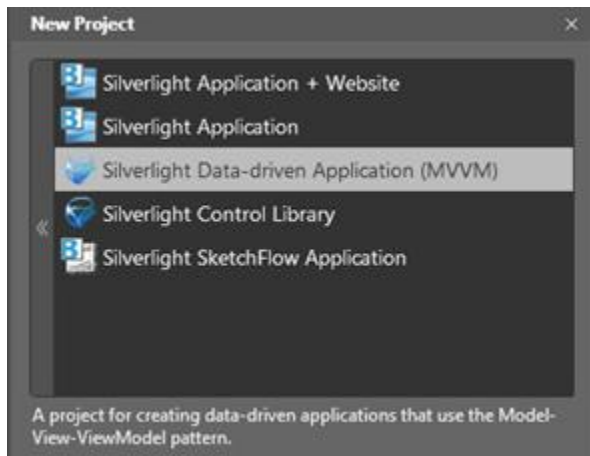 New Project
Silverlight Application + Website
Silverlight Application
Silverlight Data-driven Application (MVVM)
Silverlight Control Library
Silverlight SketchFlow Application
A project for creating data-driven applications that use the Model-
View-ViewModel pattern.